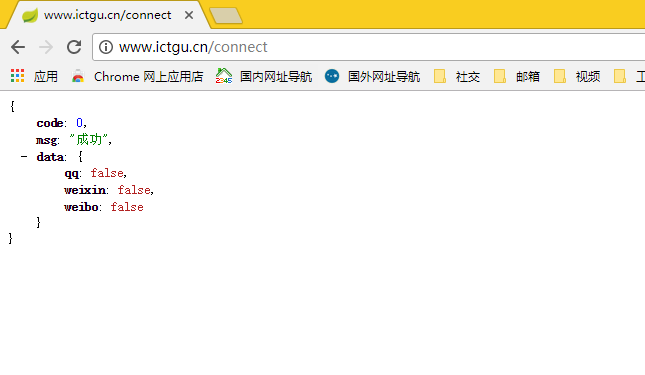 www.ictgu.cn/connect
www.ictgu.cn/connect
应用 Chrome 网上应用店 2345 国内网址导航 国外网址导航 社交 邮箱 视频
{
code: 0,
msg: "成功",
- data: {
qq: false,
weixin: false,
weibo: false
}
}